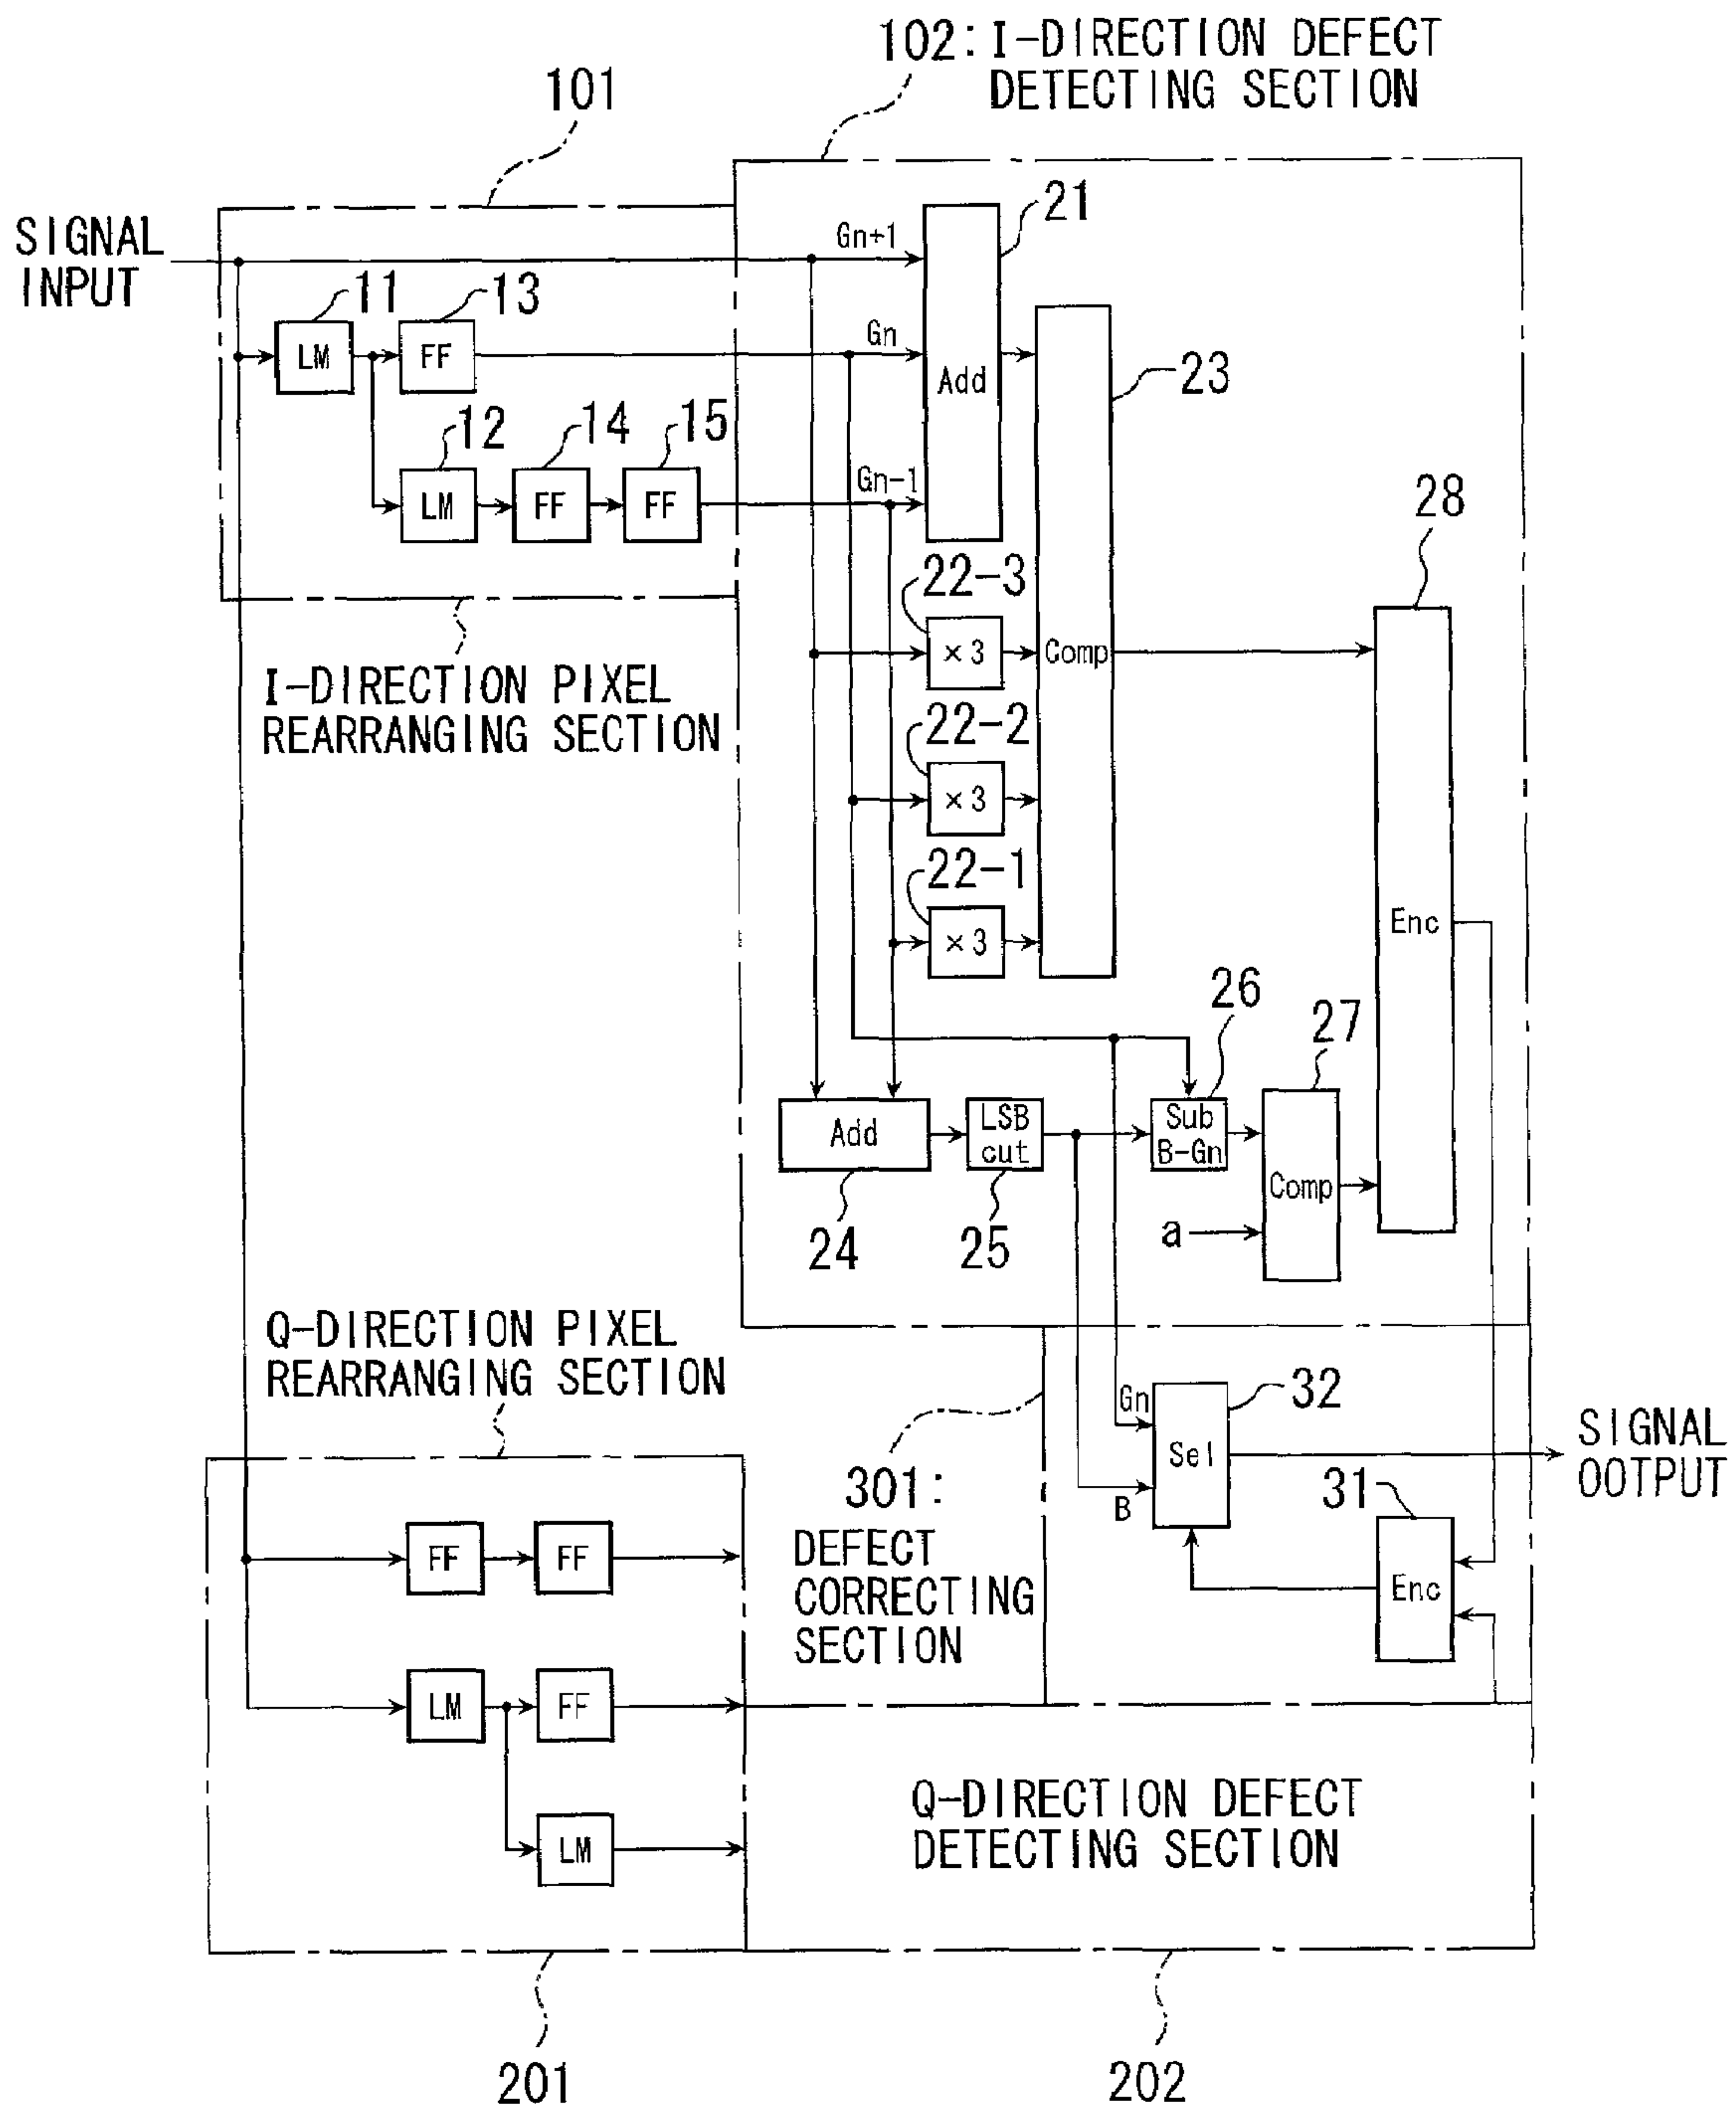 102: I-DIRECTION DEFECT
DETECTING SECTION
101
SIGNAL
INPUT
21
Gn+1
11
13
LM
FF
Gn
Add
23
12
14
15
LM
FF
FF
Gn-1
28
22-3
×3
Comp
I-DIRECTION PIXEL
REARRANGING SECTION
22-2
×3
22-1
×3
Enc
26
27
Add
LSB
cut
Sub
B-Gn
Comp
a
24
25
Q-DIRECTION PIXEL
REARRANGING SECTION
32
Gn
Sel
SIGNAL
OOTPUT
301:
B
31
DEFECT
CORRECTING
SECTION
FF
FF
Enc
LM
FF
Q-DIRECTION DEFECT
DETECTING SECTION
LM
201
202